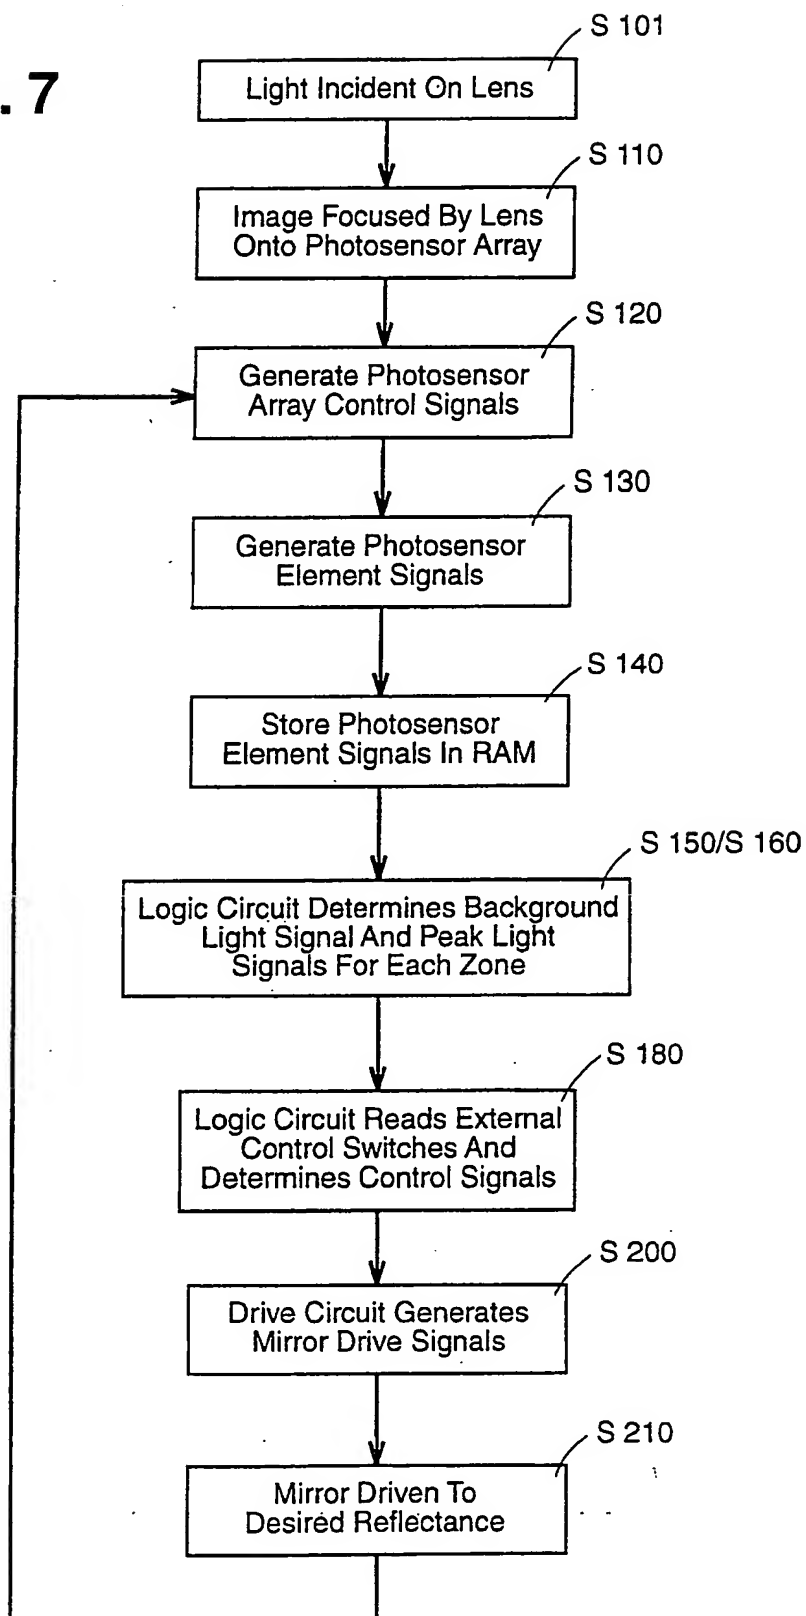 . 7
S 101
Light Incident On Lens
S 110
Image Focused By Lens
Onto Photosensor Array
S 120
Generate Photosensor
Array Control Signals
S 130
Generate Photosensor
Element Signals
S 140
Store Photosensor
Element Signals In RAM
S 150/S 160
Logic Circuit Determines Background
Light Signal And Peak Light
Signals For Each Zone
S 180
Logic Circuit Reads External
Control Switches And
Determines Control Signals
S 200
Drive Circuit Generates
Mirror Drive Signals
S 210
Mirror Driven To
Desired Reflectance